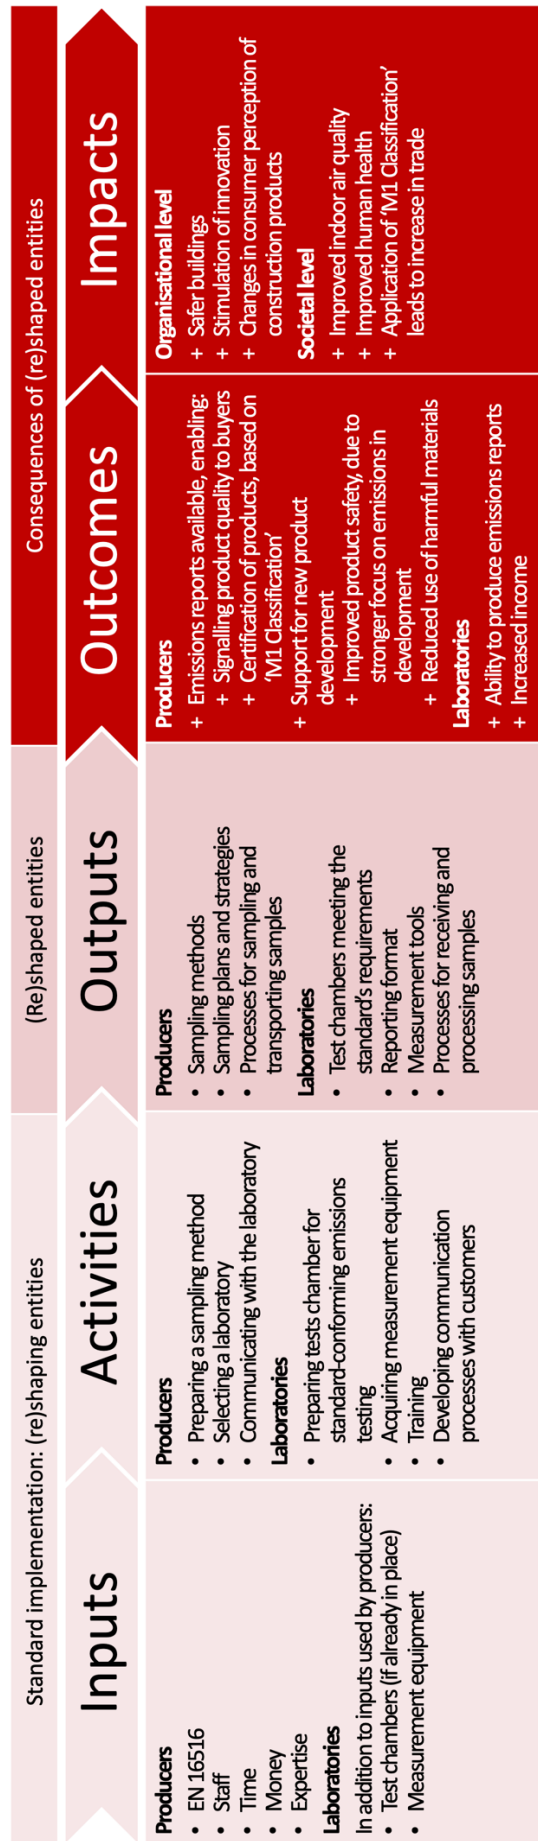 Standard implementation: (re)shaping entities
(Re)shaped entities
Consequences of (re)shaped entities
Inputs
Activities
Outputs
Outcomes
Impacts
Producers
• EN 16516
• Staff
• Time
• Money
• Expertise
Laboratories
In addition to inputs used by producers:
• Test chambers (if already in place)
• Measurement equipment
Producers
• Preparing a sampling method
• Selecting a laboratory
• Communicating with the laboratory
Laboratories
• Preparing tests chamber for
standard-conforming emissions
testing
• Acquiring measurement equipment
• Training
• Developing communication
processes with customers
Producers
• Sampling methods
• Sampling plans and strategies
• Processes for sampling and
transporting samples
Laboratories
• Test chambers meeting the
standard's requirements
• Reporting format
• Measurement tools
• Processes for receiving and
processing samples
Producers
+ Emissions reports available, enabling:
+ Signalling product quality to buyers
+ Certification of products, based on
‘M1 Classification’
+ Support for new product
development
+ Improved product safety, due to
stronger focus on emissions in
development
+ Reduced use of harmful materials
Laboratories
+ Ability to produce emissions reports
+ Increased income
Organisational level
+ Safer buildings
+ Stimulation of innovation
+ Changes in consumer perception of
construction products
Societal level
+ Improved indoor air quality
+ Improved human health
+ Application of ‘M1 Classification’
leads to increase in trade